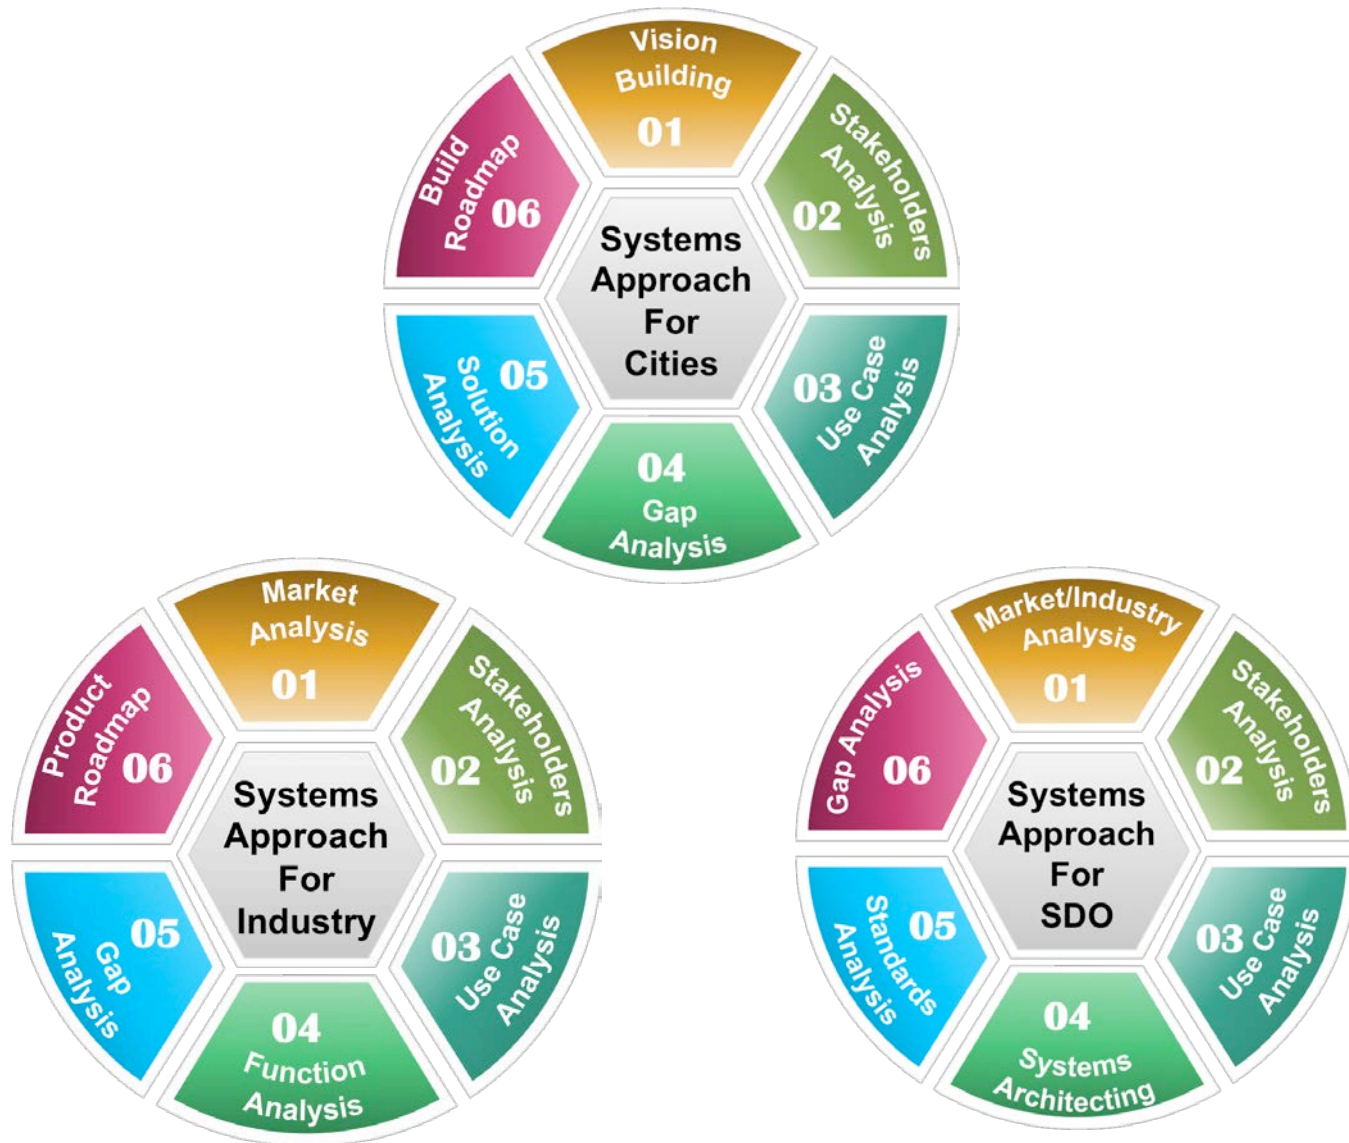 Vision
Building
01
Stakeholders
Analysis
02
03
Use Case
Analysis
04
Gap
Analysis
05
Solution
Analysis
Build
Roadmap
06
Systems
Approach
For
Cities
Market
Analysis
01
Stakeholders
Analysis
02
03
Use Case
Analysis
04
Function
Analysis
05
Gap
Analysis
Product
Roadmap
06
Systems
Approach
For
Industry
Market/Industry
Analysis
01
Stakeholders
Analysis
02
03
Use Case
Analysis
04
Systems
Architecting
05
Standards
Analysis
Gap Analysis
06
Systems
Approach
For
SDO